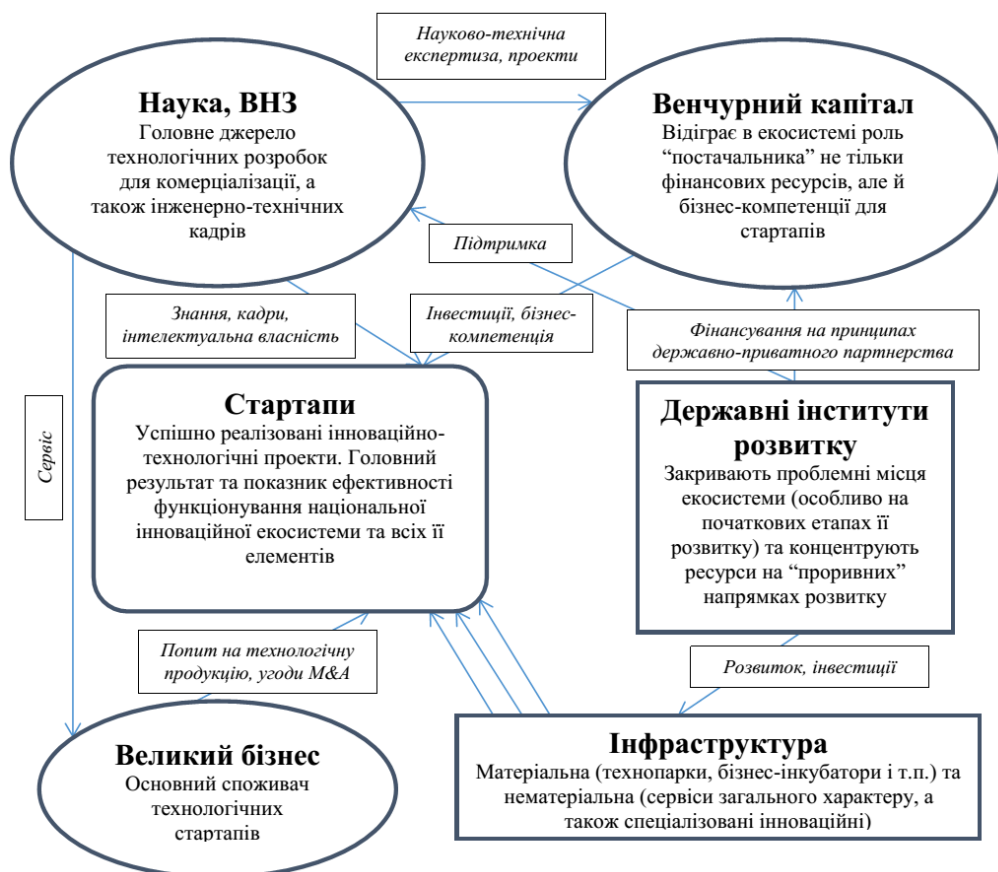 Науково-технічна
експертиза, проекти
Наука, ВНЗ
Головне джерело
технологічних розробок
для комерціалізації, а
також інженерно-технічних
кадрів
Венчурний капітал
Відіграє в екосистемі роль
“постачальника” не тільки
фінансових ресурсів, але й
бізнес-компетенції для
стартапів
Підтримка
Знання, кадри,
інтелектуальна власність
Інвестиції, бізнес-
компетенція
Фінансування на принципах
державно-приватного партнерства
Сервіс
Стартапи
Успішно реалізовані інноваційно-
технологічні проекти. Головний
результат та показник ефективності
функціонування національної
інноваційної екосистеми та всіх її
елементів
Державні інститути
розвитку
Закривають проблемні місця
екосистеми (особливо на
початкових етапах її
розвитку) та концентрують
ресурси на “проривних”
напрямках розвитку
Попит на технологічну
продукцію, угоди M&A
Розвиток, інвестиції
Великий бізнес
Основний споживач
технологічних
стартапів
Інфраструктура
Матеріальна (технопарки, бізнес-інкубатори і т.п.) та
нематеріальна (сервіси загального характеру, а
також спеціалізовані інноваційні)